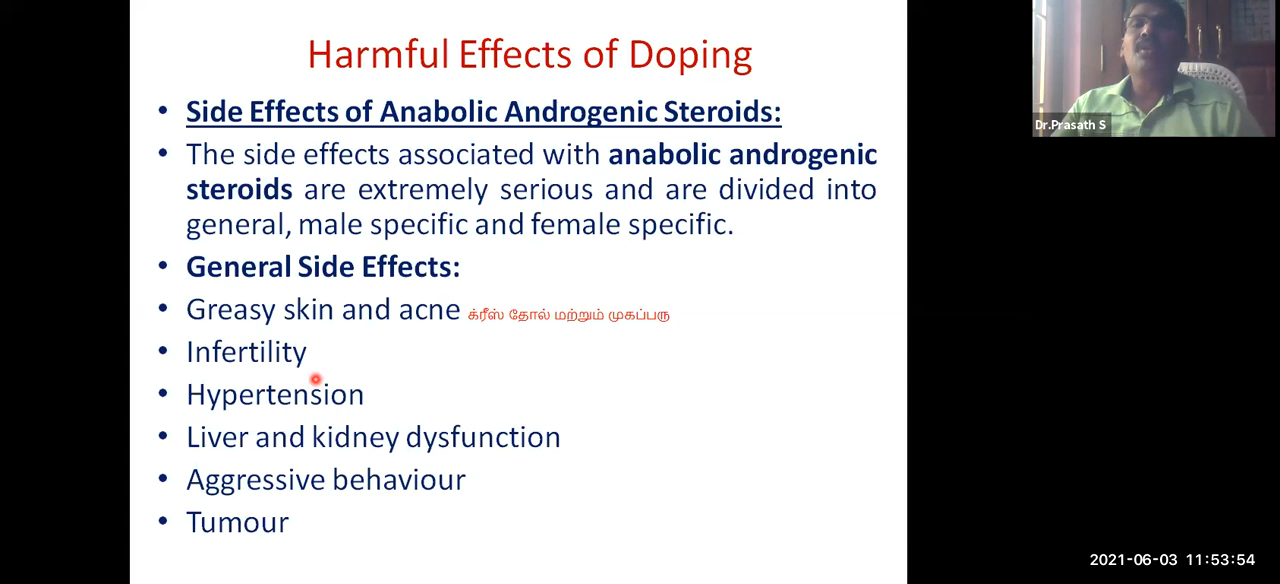 Harmful Effects of Doping
• Side Effects of Anabolic Androgenic Steroids:
• The side effects associated with anabolic androgenic
steroids are extremely serious and are divided into
general, male specific and female specific.
• General Side Effects:
• Greasy skin and acne க்ரீஸ் தோல் மற்றும் முகப்பரு
• Infertility
• Hypertension
• Liver and kidney dysfunction
• Aggressive behaviour
• Tumour
Dr.Prasath S
2021-06-03 11:53:54